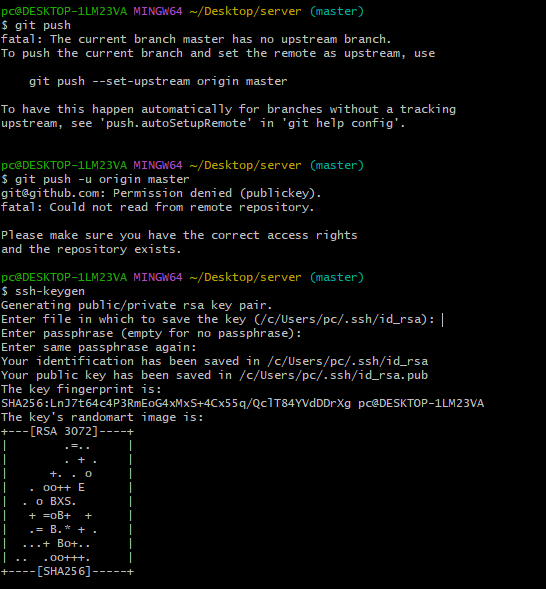 pc@DESKTOP-1LM23VA MINGW64 ~/Desktop/server (master)
$ git push
fatal: The current branch master has no upstream branch.
To push the current branch and set the remote as upstream, use

    git push --set-upstream origin master

To have this happen automatically for branches without a tracking
upstream, see 'push.autoSetupRemote' in 'git help config'.


pc@DESKTOP-1LM23VA MINGW64 ~/Desktop/server (master)
$ git push -u origin master
git@github.com: Permission denied (publickey).
fatal: Could not read from remote repository.

Please make sure you have the correct access rights
and the repository exists.

pc@DESKTOP-1LM23VA MINGW64 ~/Desktop/server (master)
$ ssh-keygen
Generating public/private rsa key pair.
Enter file in which to save the key (/c/Users/pc/.ssh/id_rsa):
Enter passphrase (empty for no passphrase):
Enter same passphrase again:
Your identification has been saved in /c/Users/pc/.ssh/id_rsa
Your public key has been saved in /c/Users/pc/.ssh/id_rsa.pub
The key fingerprint is:
SHA256:LnJ7t64c4P3RmEoG4xMxS+4Cx55q/QclT84YVdDDrXg pc@DESKTOP-1LM23VA
The key's randomart image is:
+---[RSA 3072]----+
|        .=..     |
|        . + .    |
|      +. . o     |
|   . oo++ E      |
|  . o BXS.       |
|   + =oB+  +     |
|   .= B.* + .    |
|  ...+ Bo+..     |
| ..  .oo+++.     |
+----[SHA256]-----+